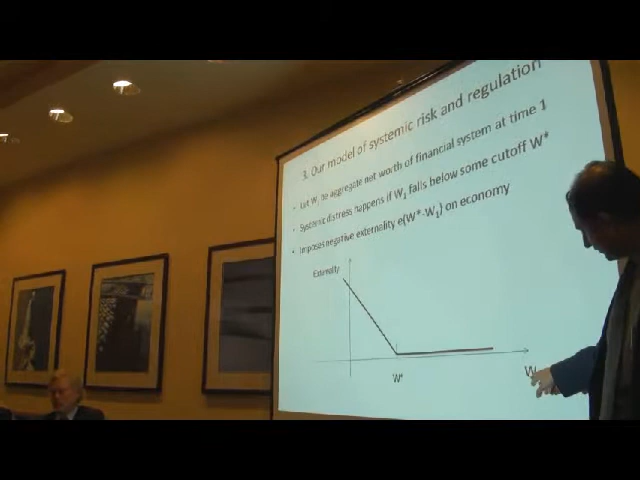 3. Our model of systemic risk and regulation
• Let W₁ be aggregate net worth of financial system at time 1
• Systemic distress happens if W₁ falls below some cutoff W*
• Imposes negative externality e(W*-W₁) on economy
Externality
W*